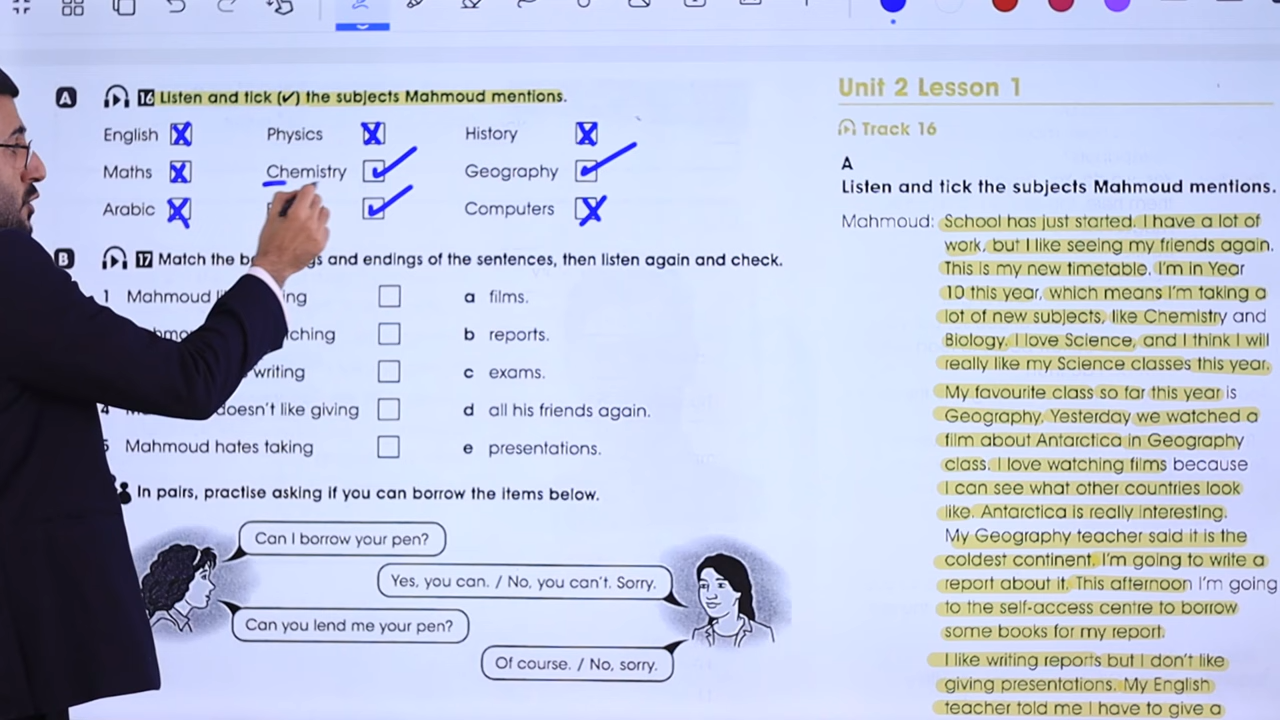 A 16 Listen and tick (✓) the subjects Mahmoud mentions.
English Physics History
Maths Chemistry Geography
Arabic Computers
B 17 Match the and endings of the sentences, then listen again and check.
1 Mahmoud a films.
b reports.
writing c exams.
4 doesn't like giving d all his friends again.
5 Mahmoud hates taking e presentations.
In pairs, practise asking if you can borrow the items below.
Can I borrow your pen?
Yes, you can. / No, you can't. Sorry.
Can you lend me your pen?
Of course. / No, sorry.
Unit 2 Lesson 1
Track 16
A
Listen and tick the subjects Mahmoud mentions.
Mahmoud: School has just started. I have a lot of
work, but I like seeing my friends again.
This is my new timetable. I'm in Year
10 this year, which means I'm taking a
lot of new subjects, like Chemistry and
Biology. I love Science, and I think I will
really like my Science classes this year.
My favourite class so far this year is
Geography. Yesterday we watched a
film about Antarctica in Geography
class. I love watching films because
I can see what other countries look
like. Antarctica is really interesting.
My Geography teacher said it is the
coldest continent. I'm going to write a
report about it. This afternoon I'm going
to the self-access centre to borrow
some books for my report.
I like writing reports but I don't like
giving presentations. My English
teacher told me I have to give a